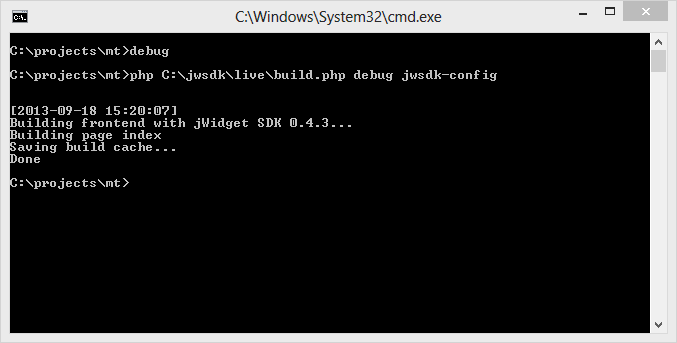 C:\Windows\System32\cmd.exe
C:\projects\mt>debug
C:\projects\mt>php C:\jwsdk\live\build.php debug jwsdk-config
[2013-09-18 15:20:07]
Building frontend with jWidget SDK 0.4.3...
Building page index
Saving build cache...
Done
C:\projects\mt>